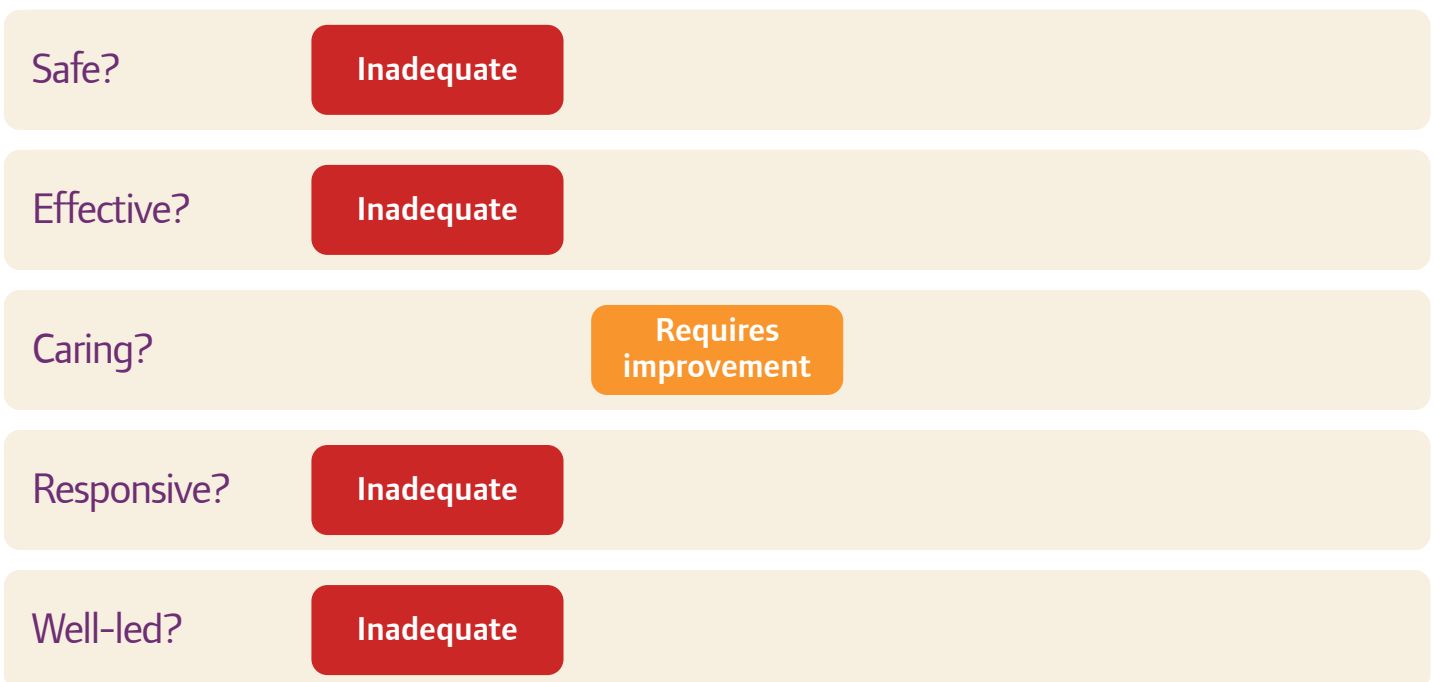 Safe? Inadequate
Effective? Inadequate
Caring? Requires
improvement
Responsive? Inadequate
Well-led? Inadequate